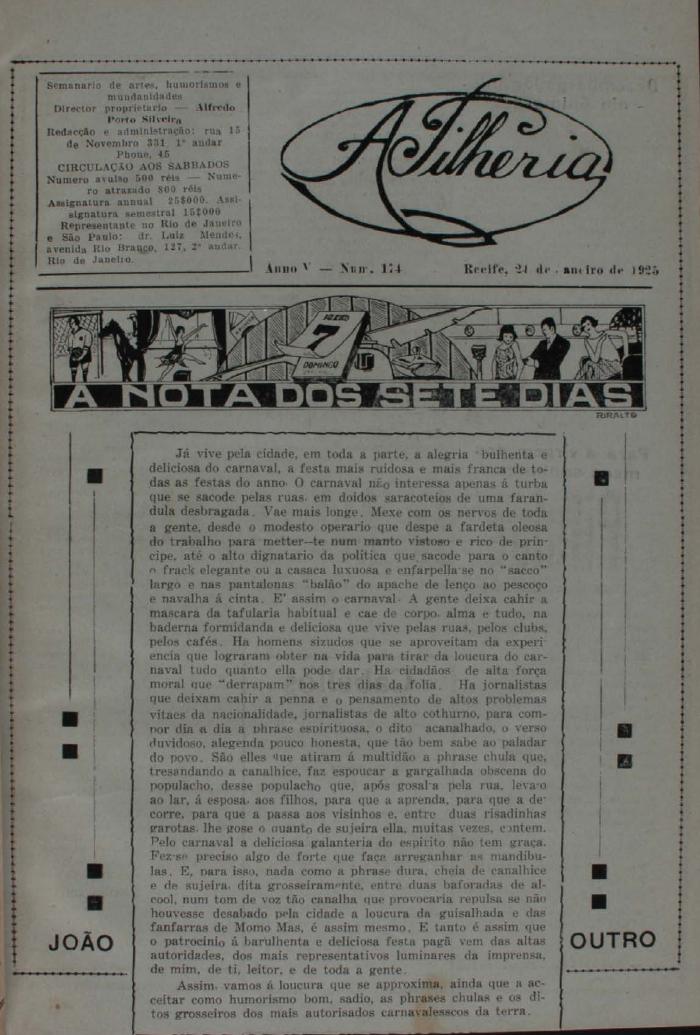 Semanario de artes, humorismos e
mundanidades
Director proprietario — Alfredo
Porto Silveira
Redacção e administração: rua 15
de Novembro 331 1º andar
Phone, 45
CIRCULAÇÃO AOS SABBADOS
Numero avulso 500 réis — Nume-
ro atrazado 800 réis
Assignatura annual 25$000. Assi-
signatura semestral 15$000
Representante no Rio de Janeiro
e São Paulo: dr. Luiz Mendes,
avenida Rio Branco, 127, 2º andar.
Rio de Janeiro.
A Pilheria
Anno V — Num. 174
Recife, 24 de aneiro de 1925
7
DOMINGO
A NOTA DOS SETE DIAS
Já vive pela cidade, em toda a parte, a alegria bulhenta e
deliciosa do carnaval, a festa mais ruidosa e mais franca de to-
das as festas do anno. O carnaval não interessa apenas á turba
que se sacode pelas ruas, em doidos saracoteios de uma faran-
dula desbragada. Vae mais longe. Mexe com os nervos de toda
a gente, desde o modesto operario que despe a fardeta oleosa
do trabalho para metter--te num manto vistoso e rico de prin-
cipe, até o alto dignatario da politica que sacode para o canto
o frack elegante ou a casaca luxuosa e enfarpella-se no "sacco"
largo e nas pantalonas "balão" do apache de lenço ao pescoço
e navalha á cinta. E' assim o carnaval. A gente deixa cahir a
mascara da tafularia habitual e cae de corpo, alma e tudo, na
baderna formidanda e deliciosa que vive pelas ruas, pelos clubs,
pelos cafés. Ha homens sizudos que se aproveitam da experi
encia que lograram obter na vida para tirar da loucura do car-
naval tudo quanto ella pode dar. Ha cidadãos de alta força
moral que "derrapam" nos tres dias da folia. Ha jornalistas
que deixam cahir a penna e o pensamento de altos problemas
vitaes da nacionalidade, jornalistas de alto cothurno, para com-
por dia a dia a phrase espirituosa, o dito acanalhado, o verso
duvidoso, alegenda pouco honesta, que tão bem sabe ao paladar
do povo. São elles que atiram á multidão a phrase chula que,
tresandando a canalhice, faz espoucar a gargalhada obscena do
populacho, desse populacho que, após gosal-a pela rua, leva-o
ao lar, á esposa, aos filhos, para que a aprenda, para que a de-
corre, para que a passa aos visinhos e, entre duas risadinhas
garotas, lhe gose o quanto de sujeira ella, muitas vezes, contem.
Pelo carnaval a deliciosa galanteria do espirito não tem graça.
Fez-se preciso algo de forte que faça arreganhar as mandibu-
las. E, para isso, nada como a phrase dura, cheia de canalhice
e de sujeira, dita grosseiramente, entre duas baforadas de al-
cool, num tom de voz tão canalha que provocaria repulsa se não
houvesse desabado pela cidade a loucura da guisalhada e das
fanfarras de Momo Mas, é assim mesmo. E tanto é assim que
o patrocinio á barulhenta e deliciosa festa pagã vem das altas
autoridades, dos mais representativos luminares da imprensa,
de mim, de ti, leitor, e de toda a gente.
Assim, vamos á loucura que se approxima, ainda que a ac-
ceitar como humorismo bom, sadio, as phrases chulas e os di-
tos grosseiros dos mais autorisados carnavalesscos da terra.
JOÃO
OUTRO